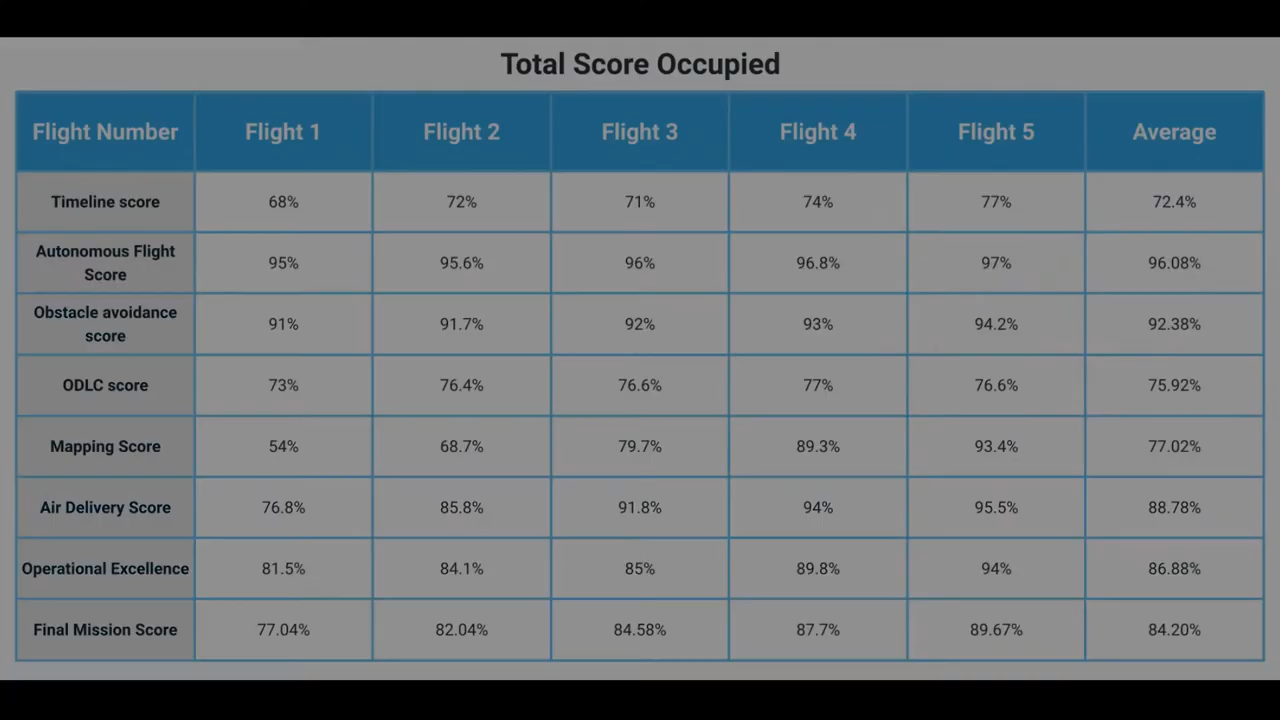 Total Score Occupied
Flight Number Flight 1 Flight 2 Flight 3 Flight 4 Flight 5 Average
Timeline score 68% 72% 71% 74% 77% 72.4%
Autonomous Flight
Score 95% 95.6% 96% 96.8% 97% 96.08%
Obstacle avoidance
score 91% 91.7% 92% 93% 94.2% 92.38%
ODLC score 73% 76.4% 76.6% 77% 76.6% 75.92%
Mapping Score 54% 68.7% 79.7% 89.3% 93.4% 77.02%
Air Delivery Score 76.8% 85.8% 91.8% 94% 95.5% 88.78%
Operational Excellence 81.5% 84.1% 85% 89.8% 94% 86.88%
Final Mission Score 77.04% 82.04% 84.58% 87.7% 89.67% 84.20%